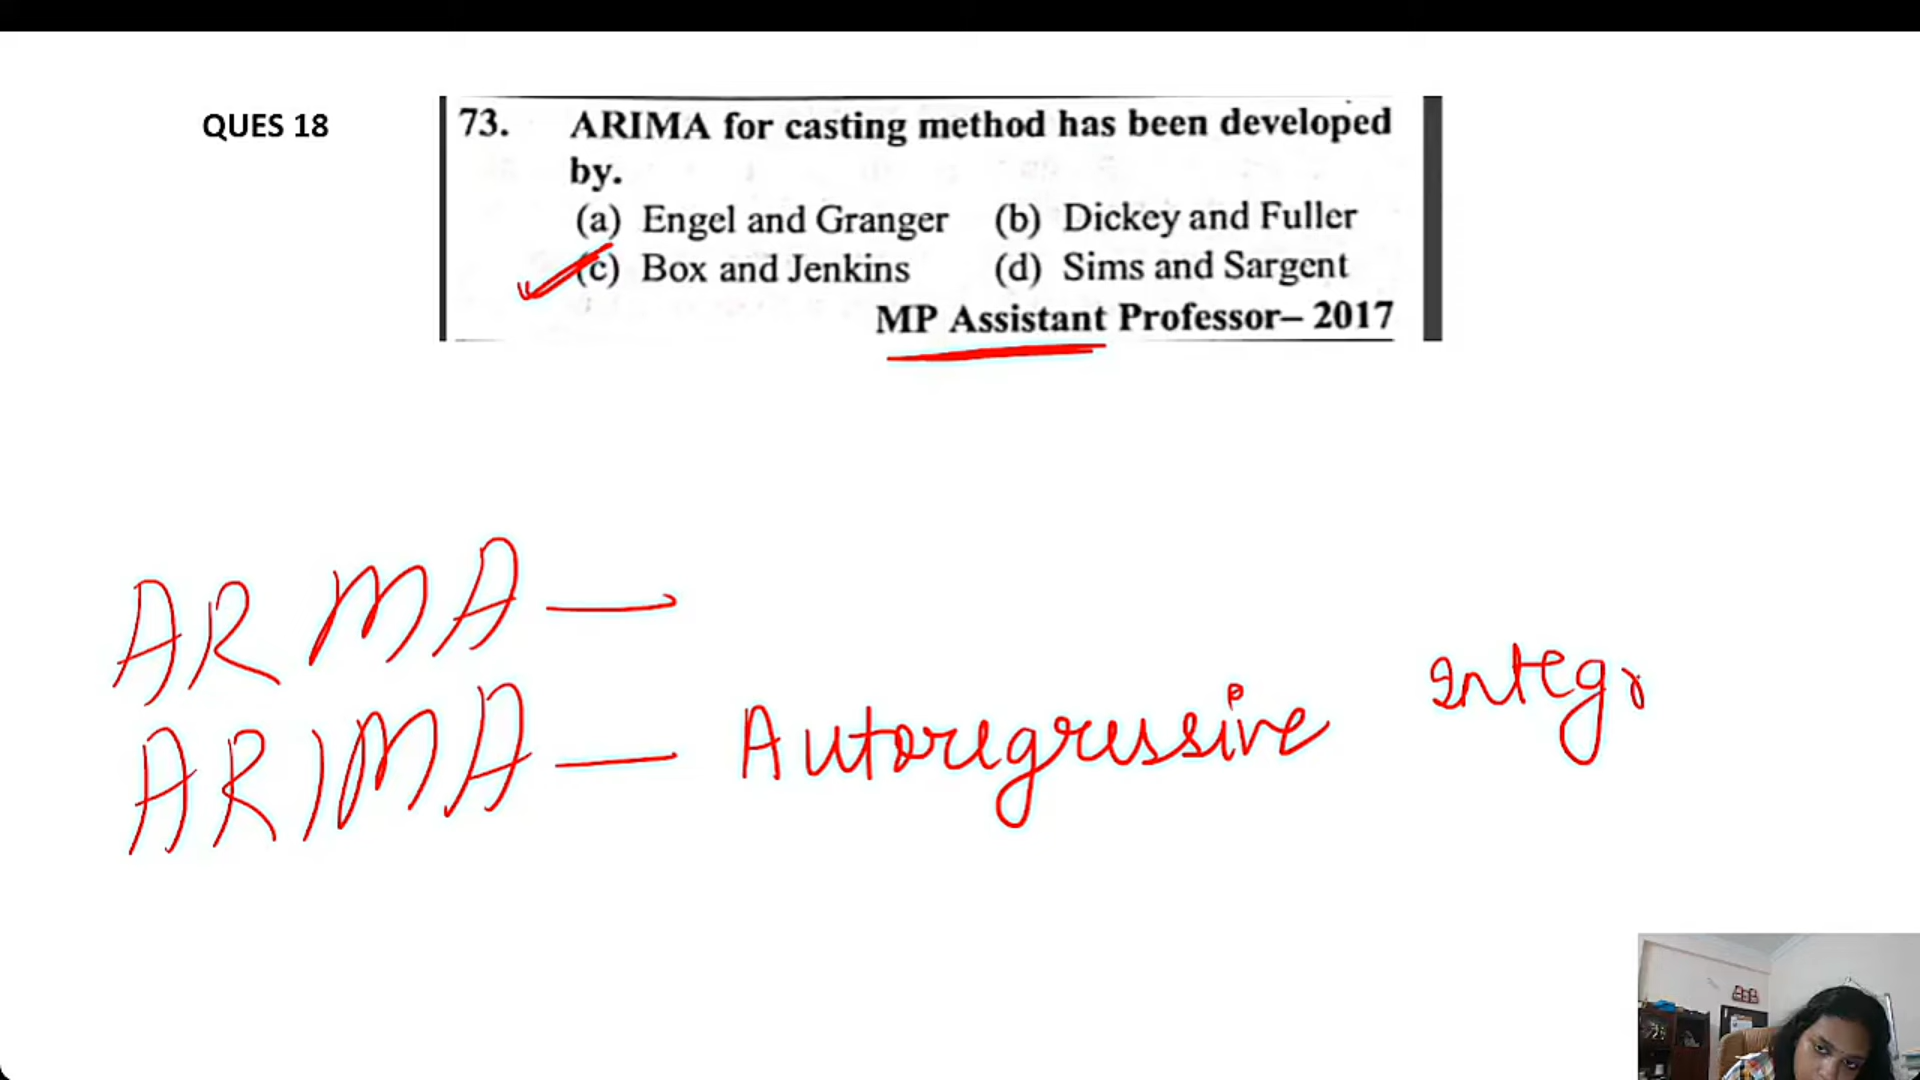 QUES 18
73. ARIMA for casting method has been developed
by.
(a) Engel and Granger (b) Dickey and Fuller
(c) Box and Jenkins (d) Sims and Sargent
MP Assistant Professor– 2017
ARMA —
ARIMA — Autoregressive Integr